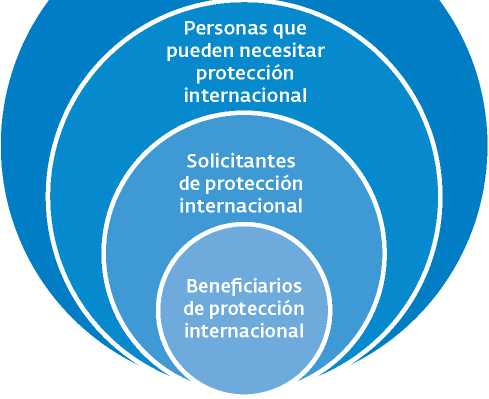 Personas que
pueden necesitar
protección
internacional
Solicitantes
de protección
internacional
Beneficiarios
de protección
internacional